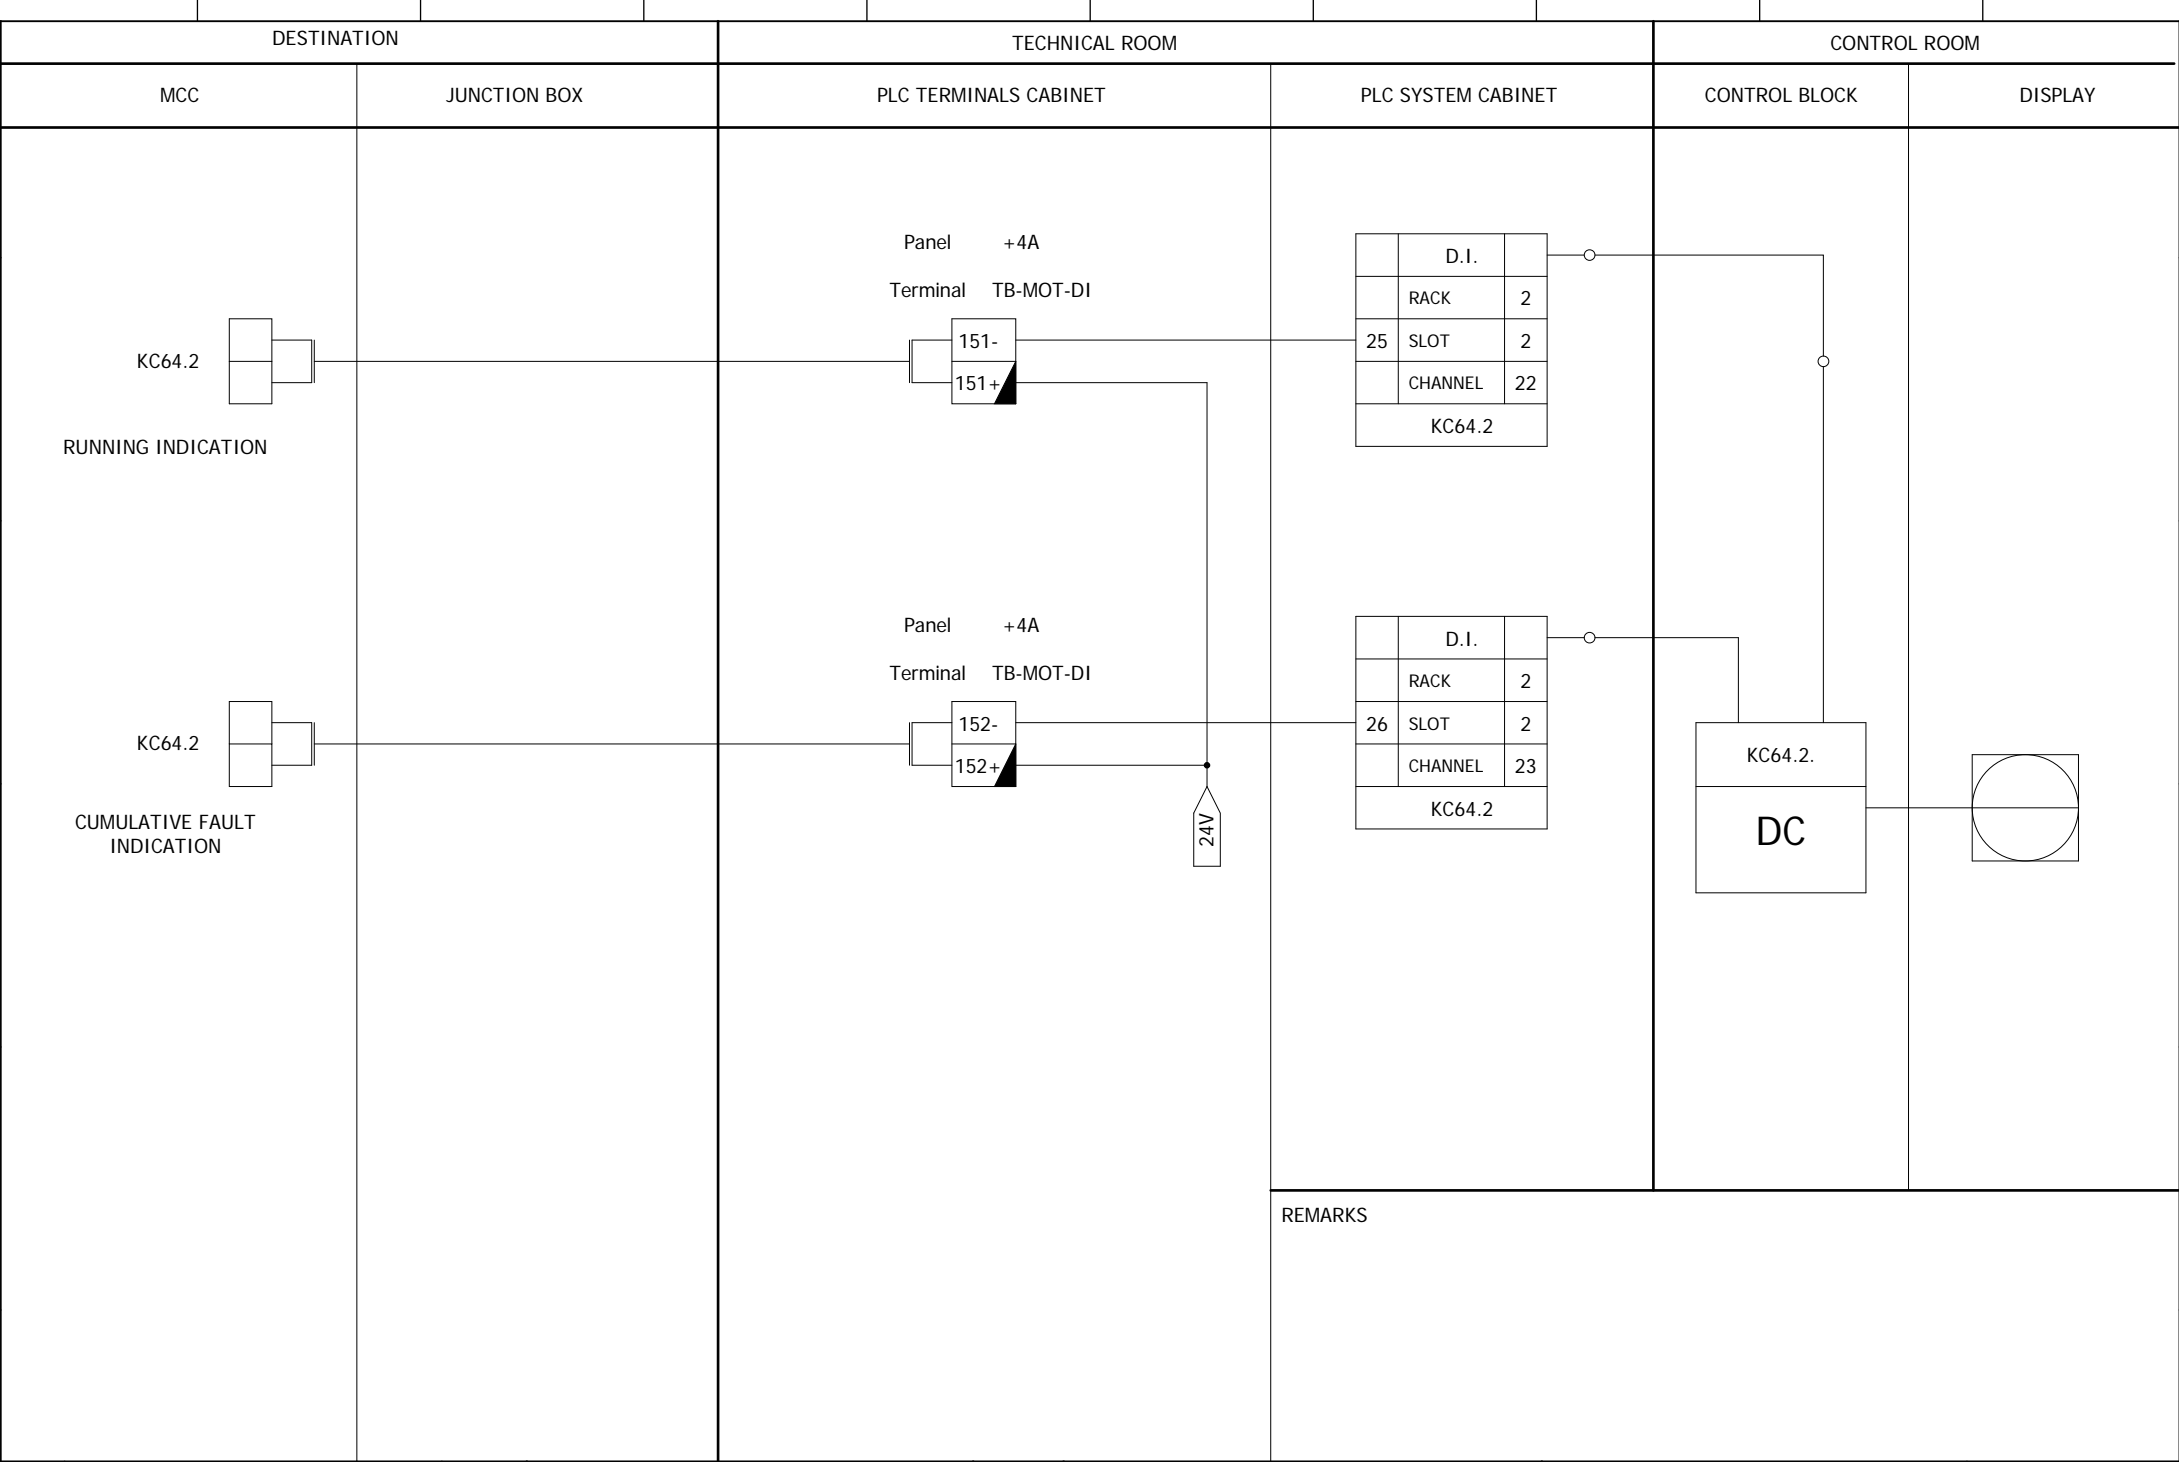 DESTINATION
TECHNICAL ROOM
CONTROL ROOM
MCC
JUNCTION BOX
PLC TERMINALS CABINET
PLC SYSTEM CABINET
CONTROL BLOCK
DISPLAY
KC64.2
RUNNING INDICATION
Panel +4A
Terminal TB-MOT-DI
151-
151+
D.I.
RACK 2
25 SLOT 2
CHANNEL 22
KC64.2
KC64.2
CUMULATIVE FAULT
INDICATION
Panel +4A
Terminal TB-MOT-DI
152-
152+
24V
D.I.
RACK 2
26 SLOT 2
CHANNEL 23
KC64.2
KC64.2.
DC
REMARKS